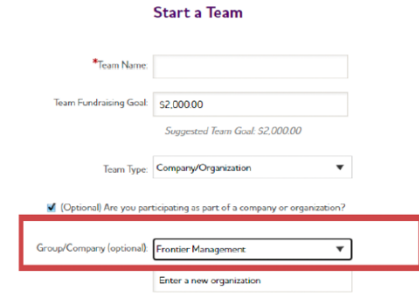 Start a Team
*Team Name:
Team Fundraising Goal: $2,000.00
Suggested Team Goal: $2,000.00
Team Type: Company/Organization
(Optional) Are you participating as part of a company or organization?
Group/Company (optional): Frontier Management
Enter a new organization